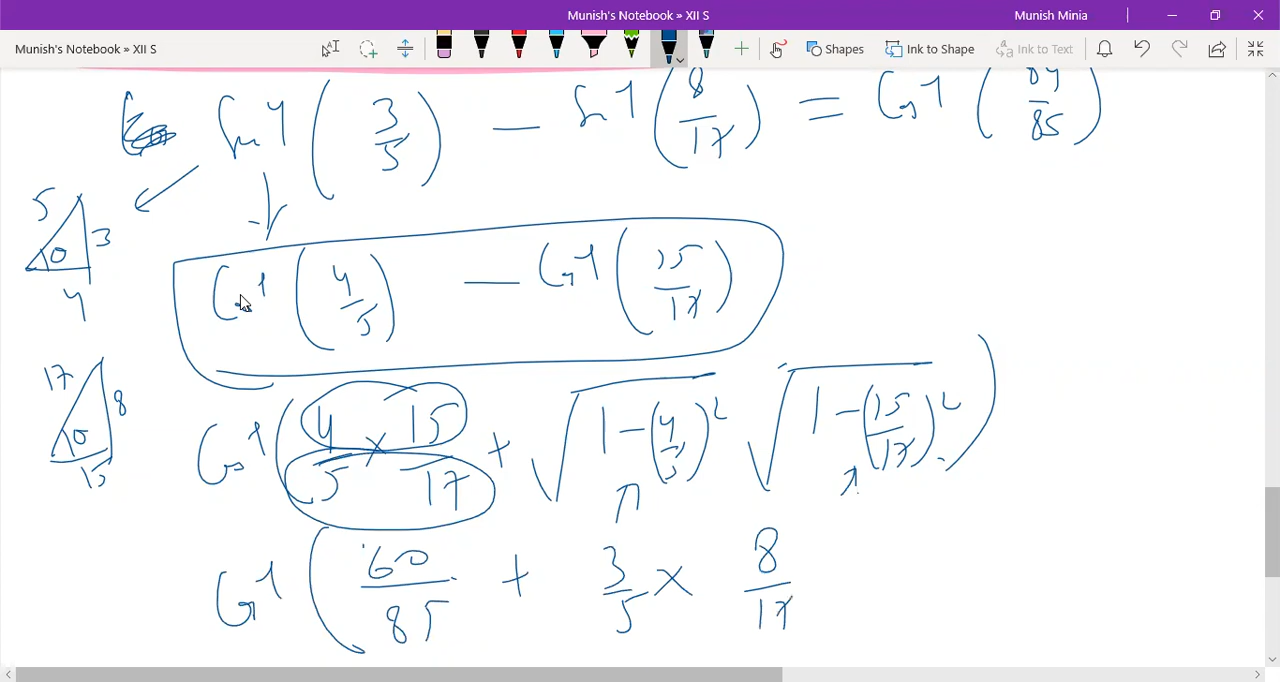 Munish's Notebook » XII S
Munish Minia
Munish's Notebook » XII S
Shapes Ink to Shape Ink to Text
Sin⁻¹ (3/5) — Sin⁻¹ (8/17) = Cos⁻¹ (84/85)
5 3 θ 4
Cos⁻¹ (4/5) — Cos⁻¹ (15/17)
17 8 θ 15
Cos⁻¹ (4/5 × 15/17 + √(1 - (4/5)²) √(1 - (15/17)²))
Cos⁻¹ (60/85 + 3/5 × 8/17